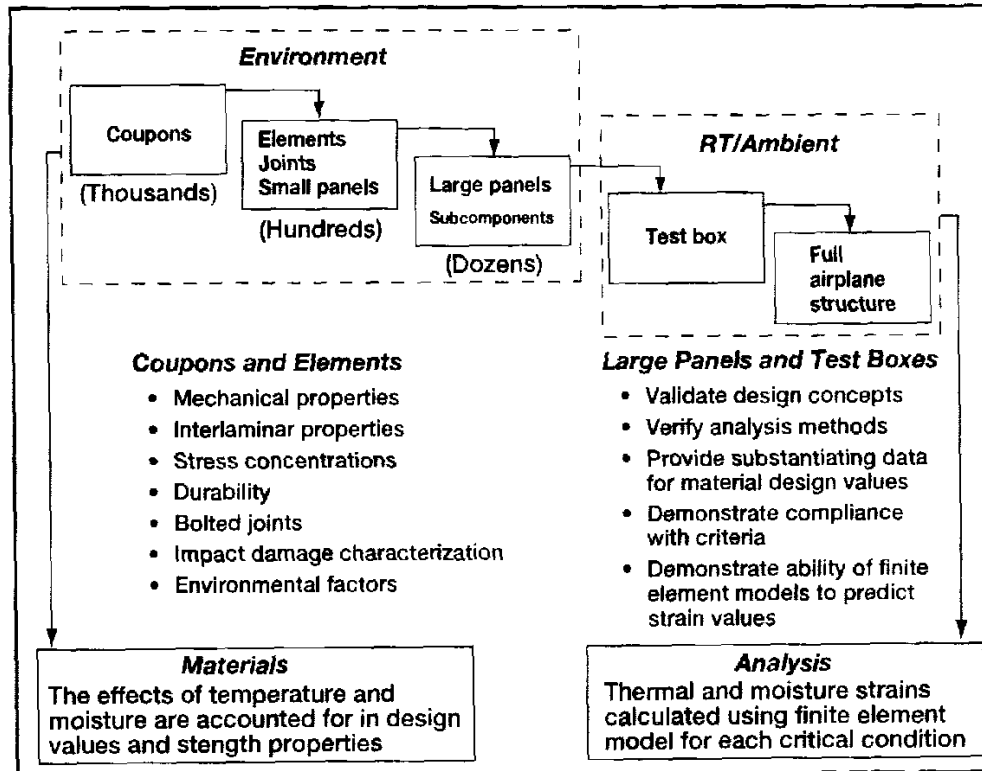 Environment
Coupons
(Thousands)
Elements
Joints
Small panels
(Hundreds)
Large panels
Subcomponents
(Dozens)
RT/Ambient
Test box
Full
airplane
structure
Coupons and Elements
• Mechanical properties
• Interlaminar properties
• Stress concentrations
• Durability
• Bolted joints
• Impact damage characterization
• Environmental factors
Large Panels and Test Boxes
• Validate design concepts
• Verify analysis methods
• Provide substantiating data
for material design values
• Demonstrate compliance
with criteria
• Demonstrate ability of finite
element models to predict
strain values
Materials
The effects of temperature and
moisture are accounted for in design
values and stength properties
Analysis
Thermal and moisture strains
calculated using finite element
model for each critical condition